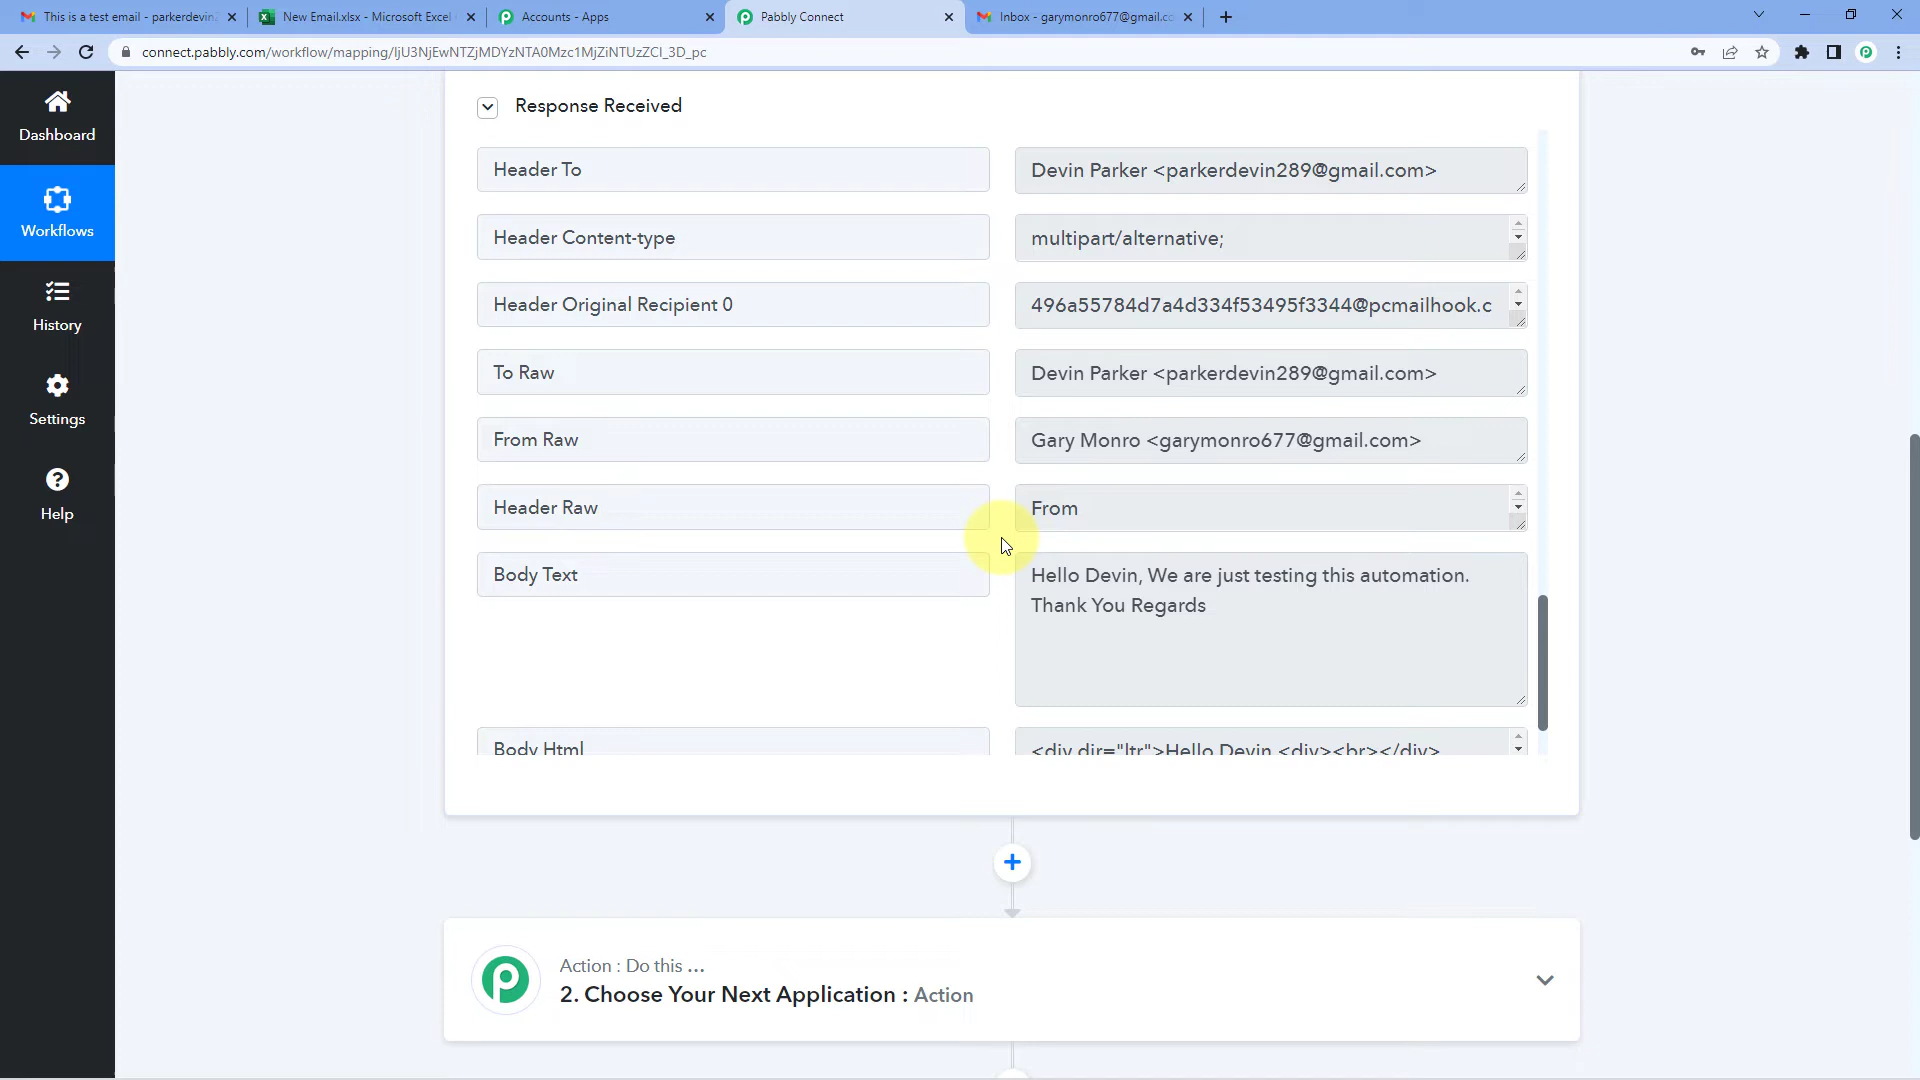 This is a test email - parkerdevin2
New Email.xlsx - Microsoft Excel
Accounts - Apps
Pabbly Connect
Inbox - garymonro677@gmail.co
connect.pabbly.com/workflow/mapping/IjU3NjEwNTZjMDYzNTA0Mzc1MjZiNTUzZCI_3D_pc
Dashboard
Workflows
History
Settings
Help
Response Received
Header To
Devin Parker <parkerdevin289@gmail.com>
Header Content-type
multipart/alternative;
Header Original Recipient 0
496a55784d7a4d334f53495f3344@pcmailhook.c
To Raw
Devin Parker <parkerdevin289@gmail.com>
From Raw
Gary Monro <garymonro677@gmail.com>
Header Raw
From
Body Text
Hello Devin, We are just testing this automation.
Thank You Regards
Body Html
<div dir="ltr">Hello Devin <div><br></div>
Action : Do this ...
2. Choose Your Next Application : Action